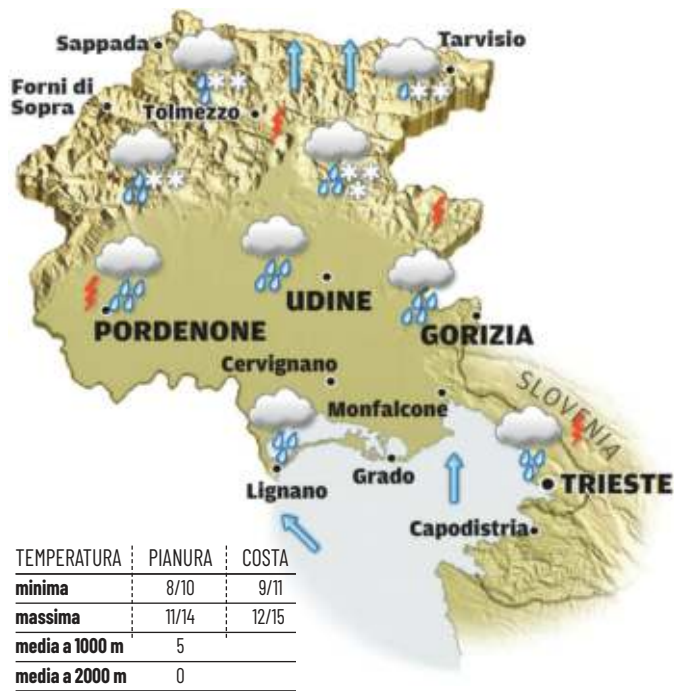 Sappada
Tarvisio
Forni di
Sopra
Tolmezzo
UDINE
PORDENONE
GORIZIA
Cervignano
SLOVENIA
Monfalcone
Grado
Lignano
TRIESTE
Capodistria
TEMPERATURA PIANURA COSTA
minima 8/10 9/11
massima 11/14 12/15
media a 1000 m 5
media a 2000 m 0